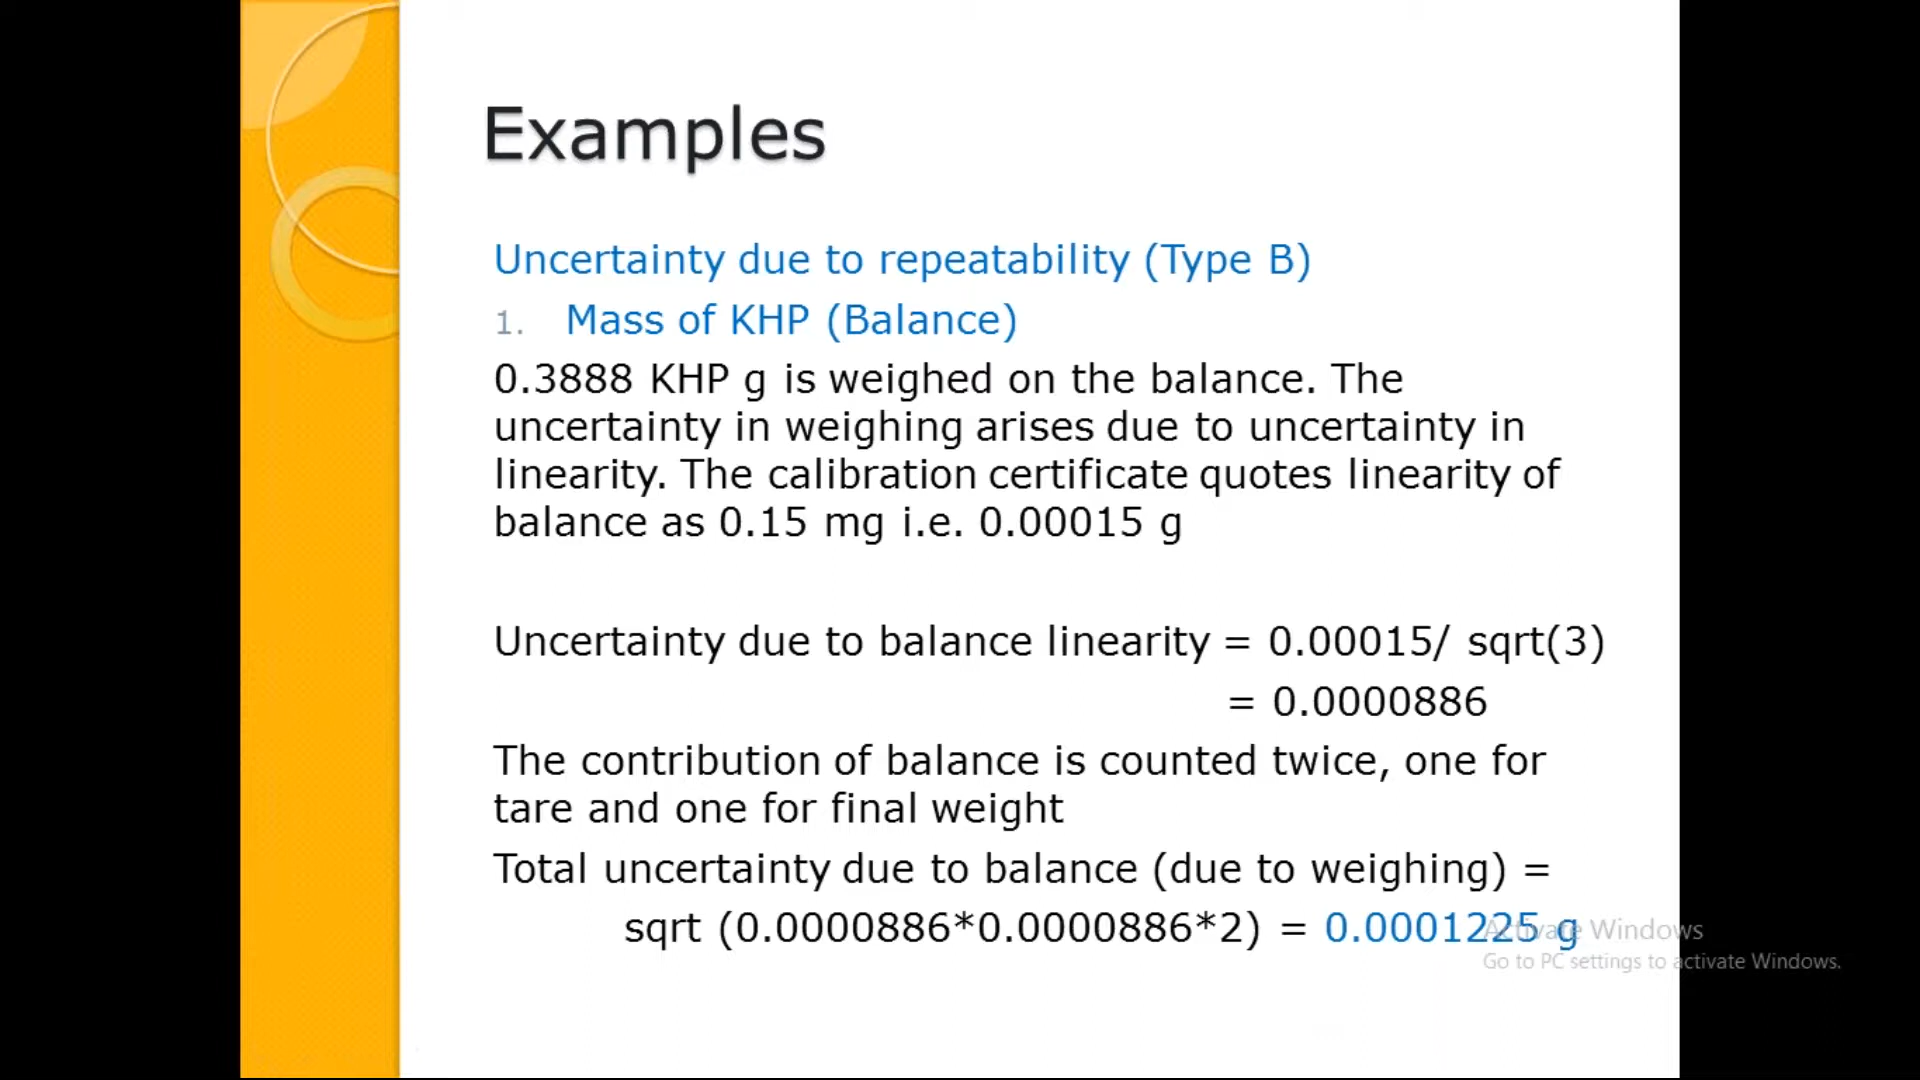 Examples
Uncertainty due to repeatability (Type B)
1. Mass of KHP (Balance)
0.3888 KHP g is weighed on the balance. The
uncertainty in weighing arises due to uncertainty in
linearity. The calibration certificate quotes linearity of
balance as 0.15 mg i.e. 0.00015 g
Uncertainty due to balance linearity = 0.00015/ sqrt(3)
= 0.0000886
The contribution of balance is counted twice, one for
tare and one for final weight
Total uncertainty due to balance (due to weighing) =
sqrt (0.0000886*0.0000886*2) = 0.0001225 g
Activate Windows
Go to PC settings to activate Windows.